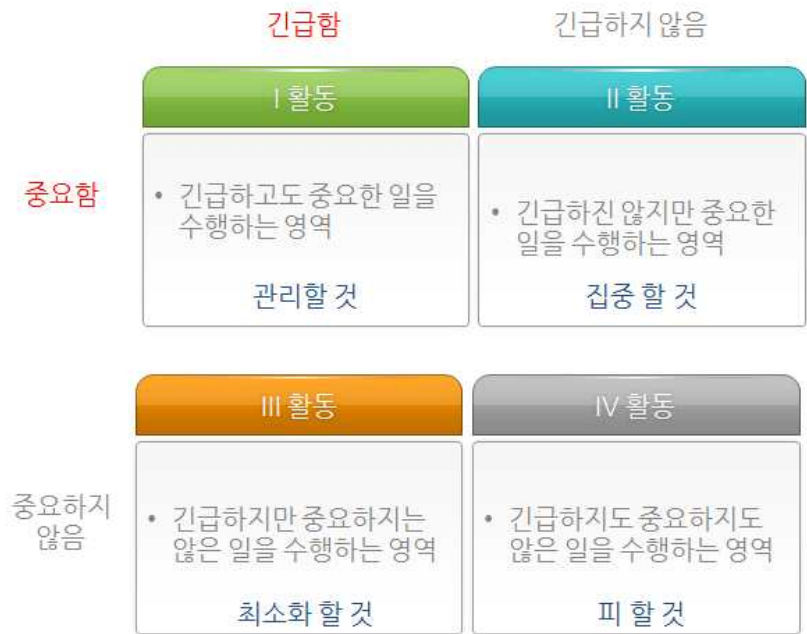 긴급함
긴급하지 않음
I 활동
II 활동
중요함
• 긴급하고도 중요한 일을
수행하는 영역
관리할 것
• 긴급하진 않지만 중요한
일을 수행하는 영역
집중 할 것
III 활동
IV 활동
중요하지
않음
• 긴급하지만 중요하지는
않은 일을 수행하는 영역
최소화 할 것
• 긴급하지도 중요하지도
않은 일을 수행하는 영역
피 할 것